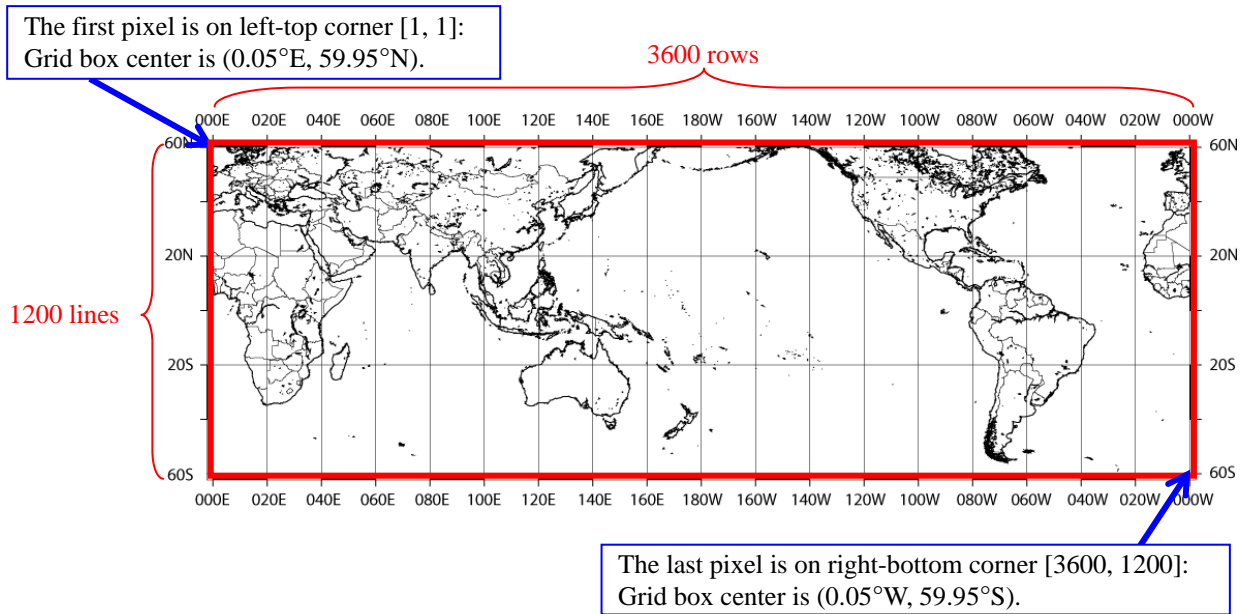 The first pixel is on left-top corner [1, 1]:
Grid box center is (0.05°E, 59.95°N).
3600 rows
000E 020E 040E 060E 080E 100E 120E 140E 160E 180W 160W 140W 120W 100W 080W 060W 040W 020W 000W
60N 60N
20N 20N
1200 lines
20S 20S
60S 60S
000E 020E 040E 060E 080E 100E 120E 140E 160E 180W 160W 140W 120W 100W 080W 060W 040W 020W 000W
The last pixel is on right-bottom corner [3600, 1200]:
Grid box center is (0.05°W, 59.95°S).